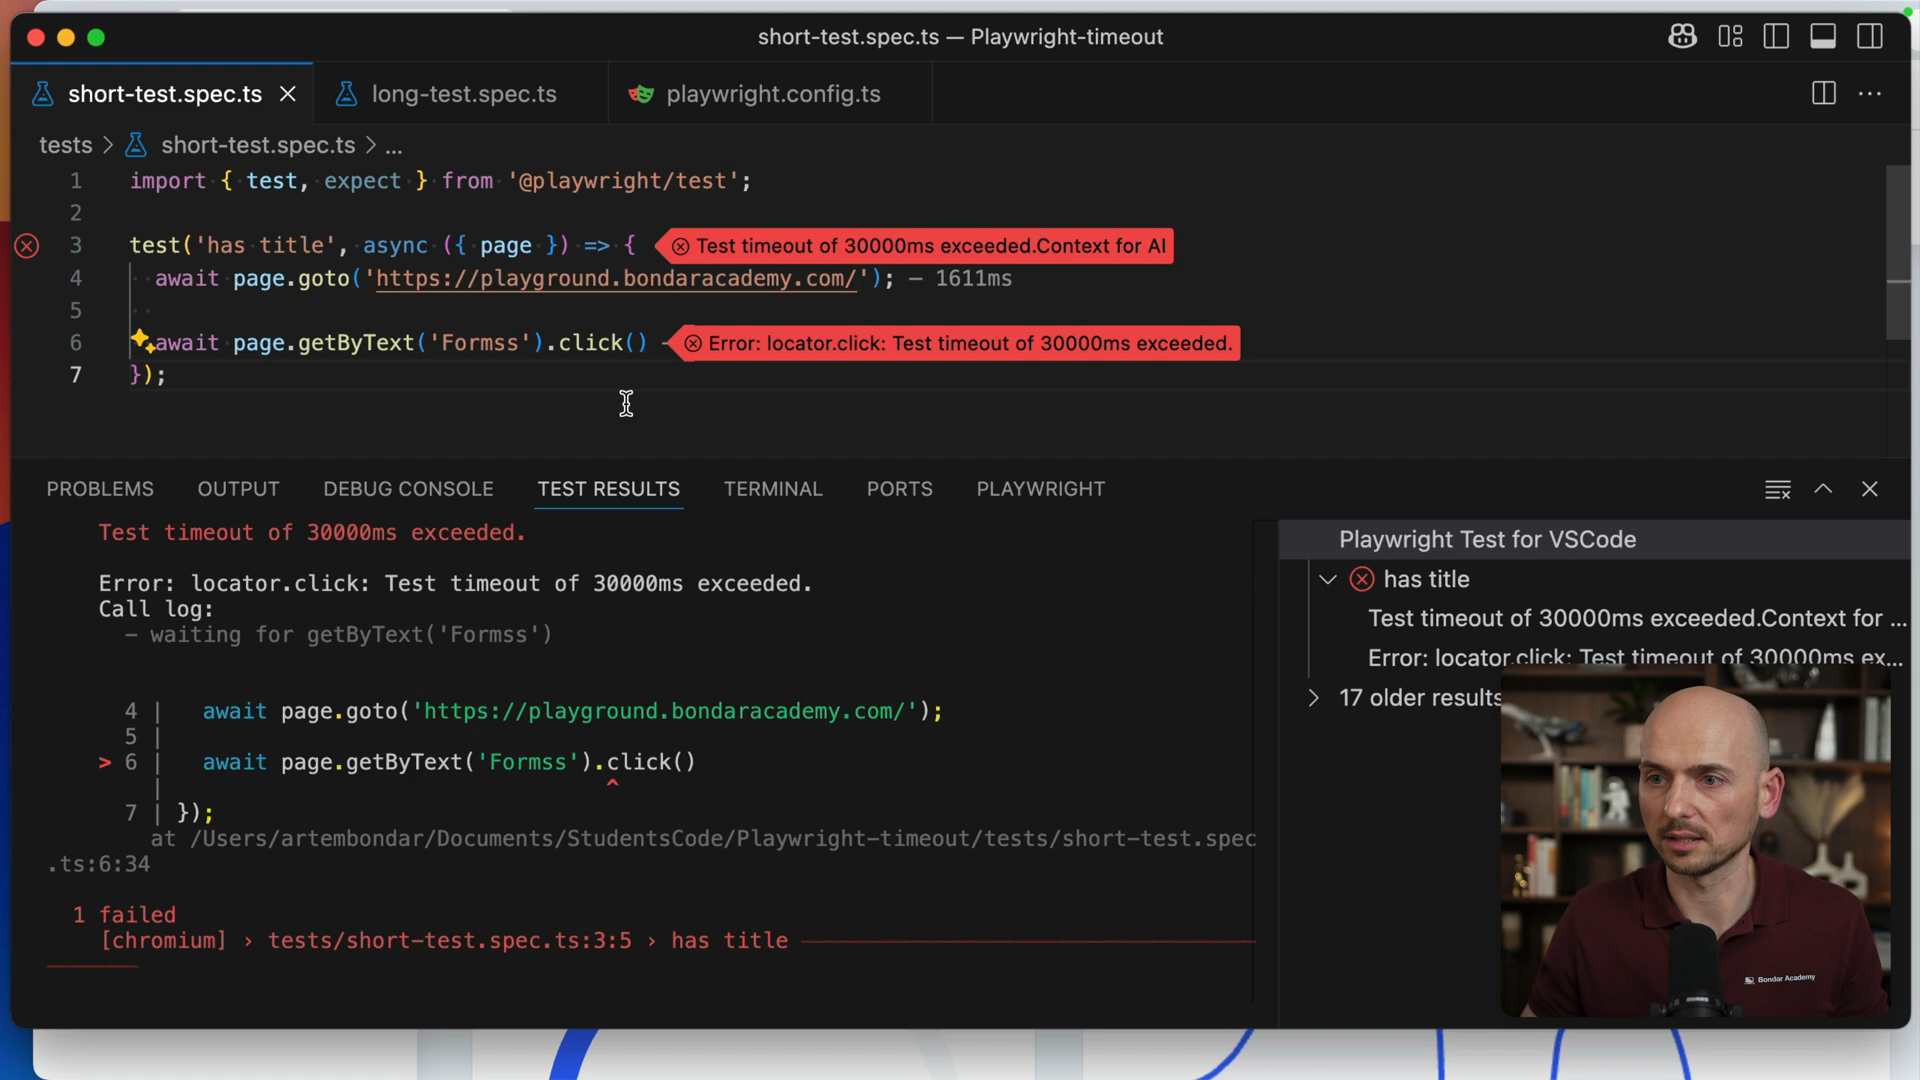 short-test.spec.ts — Playwright-timeout
short-test.spec.ts
long-test.spec.ts
playwright.config.ts
tests > short-test.spec.ts > ...
1 import { test, expect } from '@playwright/test';
2
3 test('has title', async ({ page }) => { Test timeout of 30000ms exceeded.Context for AI
4 await page.goto('https://playground.bondaracademy.com/'); — 1611ms
5
6 await page.getByText('Formss').click() — Error: locator.click: Test timeout of 30000ms exceeded.
7 });
PROBLEMS OUTPUT DEBUG CONSOLE TEST RESULTS TERMINAL PORTS PLAYWRIGHT
Test timeout of 30000ms exceeded.
Error: locator.click: Test timeout of 30000ms exceeded.
Call log:
- waiting for getByText('Formss')
4 | await page.goto('https://playground.bondaracademy.com/');
5 |
> 6 | await page.getByText('Formss').click()
| ^
7 | });
at /Users/artembondar/Documents/StudentsCode/Playwright-timeout/tests/short-test.spec
.ts:6:34
1 failed
[chromium] › tests/short-test.spec.ts:3:5 › has title
Playwright Test for VSCode
has title
Test timeout of 30000ms exceeded.Context for ...
Error: locator.click: Test timeout of 30000ms ex...
17 older results
Bondar Academy